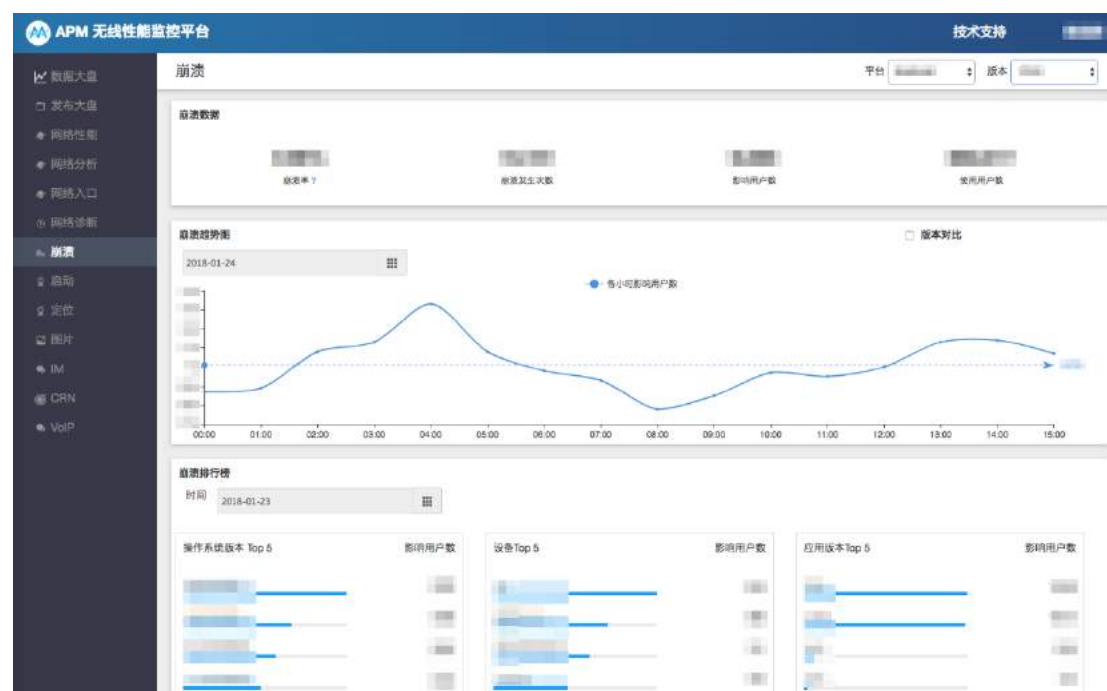 APM 无线性能监控平台
技术支持
数据大盘
发布大盘
网络性能
网络分析
网络入口
网络诊断
崩溃
启动
定位
图片
IM
CRN
VoIP
崩溃
平台
版本
崩溃数据
崩溃率 ?
崩溃发生次数
影响用户数
使用用户数
崩溃趋势图
版本对比
2018-01-24
各小时影响用户数
00:00 01:00 02:00 03:00 04:00 05:00 06:00 07:00 08:00 09:00 10:00 11:00 12:00 13:00 14:00 15:00
崩溃排行榜
时间 2018-01-23
操作系统版本 Top 5 影响用户数
设备Top 5 影响用户数
应用版本Top 5 影响用户数